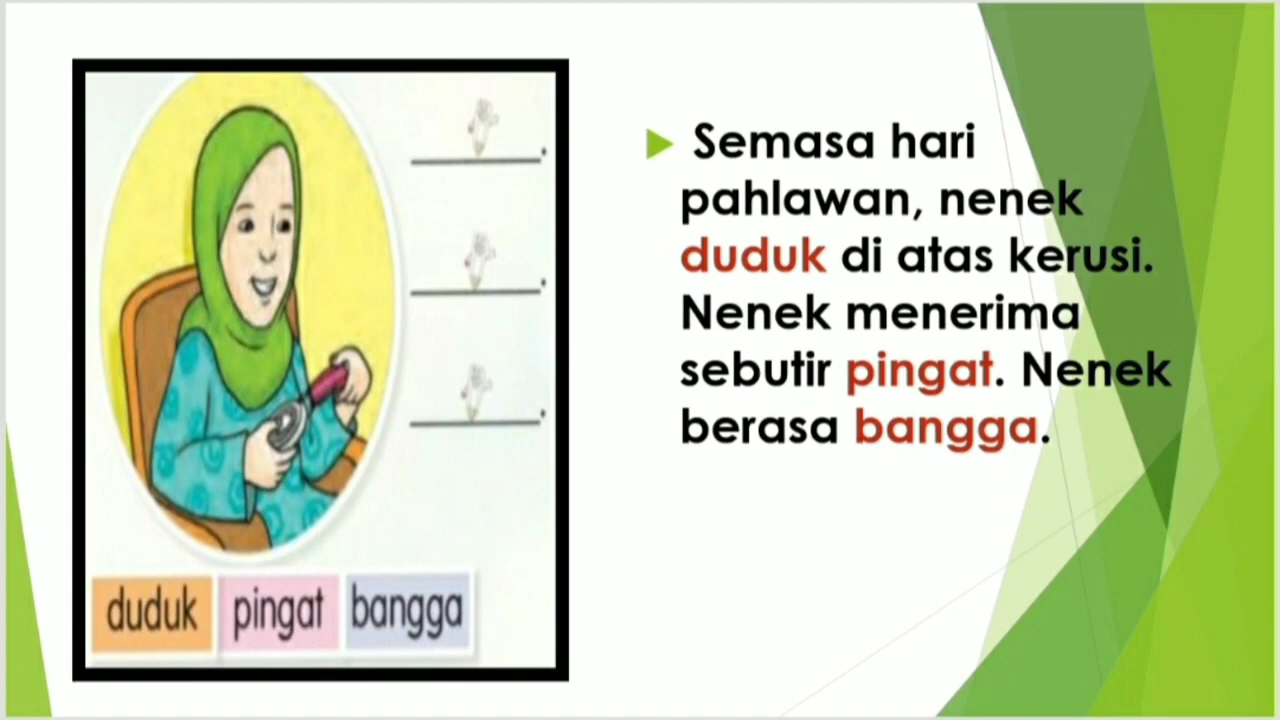 duduk pingat bangga
Semasa hari
pahlawan, nenek
duduk di atas kerusi.
Nenek menerima
sebutir pingat. Nenek
berasa bangga.